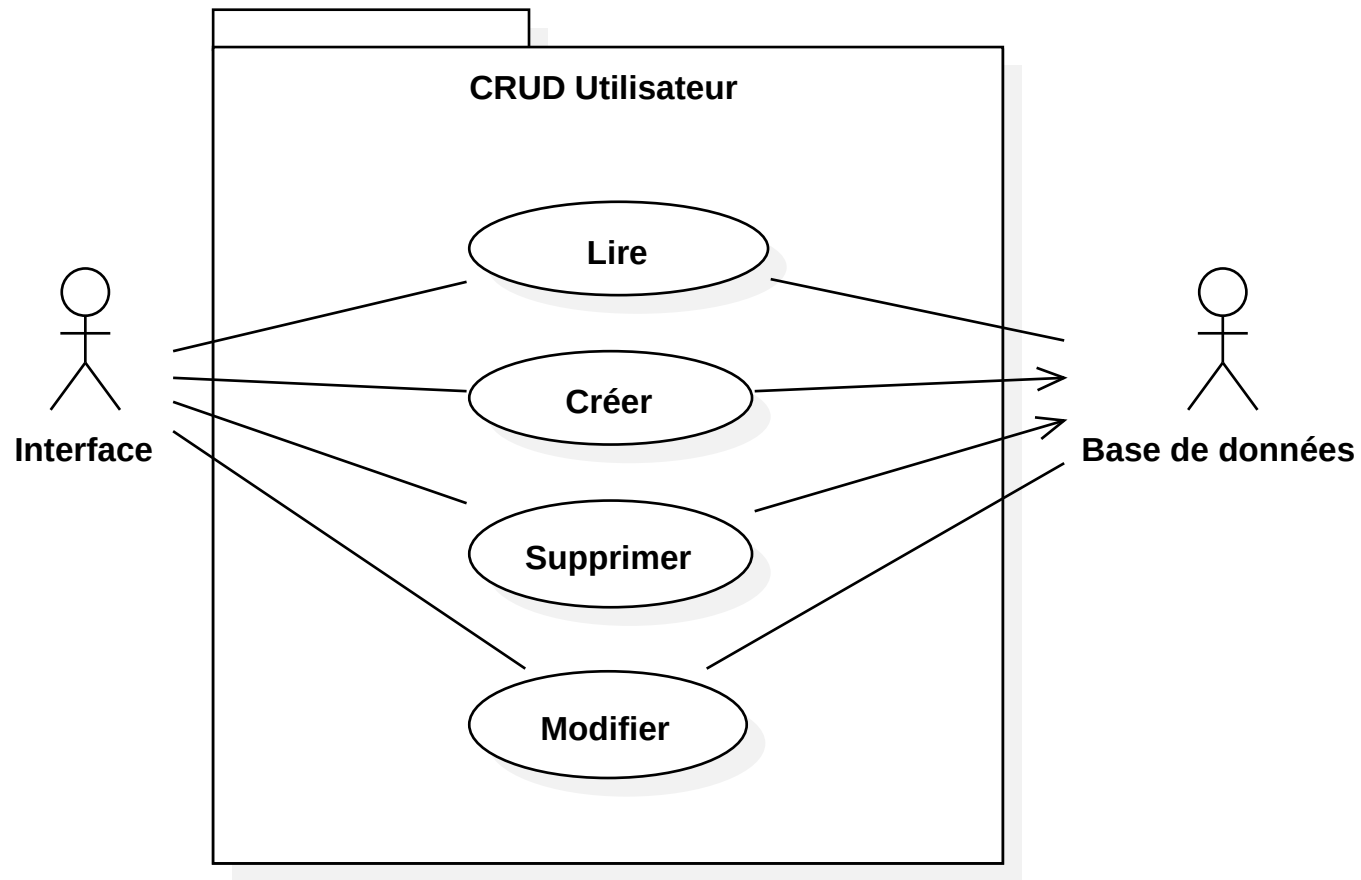 CRUD Utilisateur
Lire
Créer
Interface
Base de données
Supprimer
Modifier